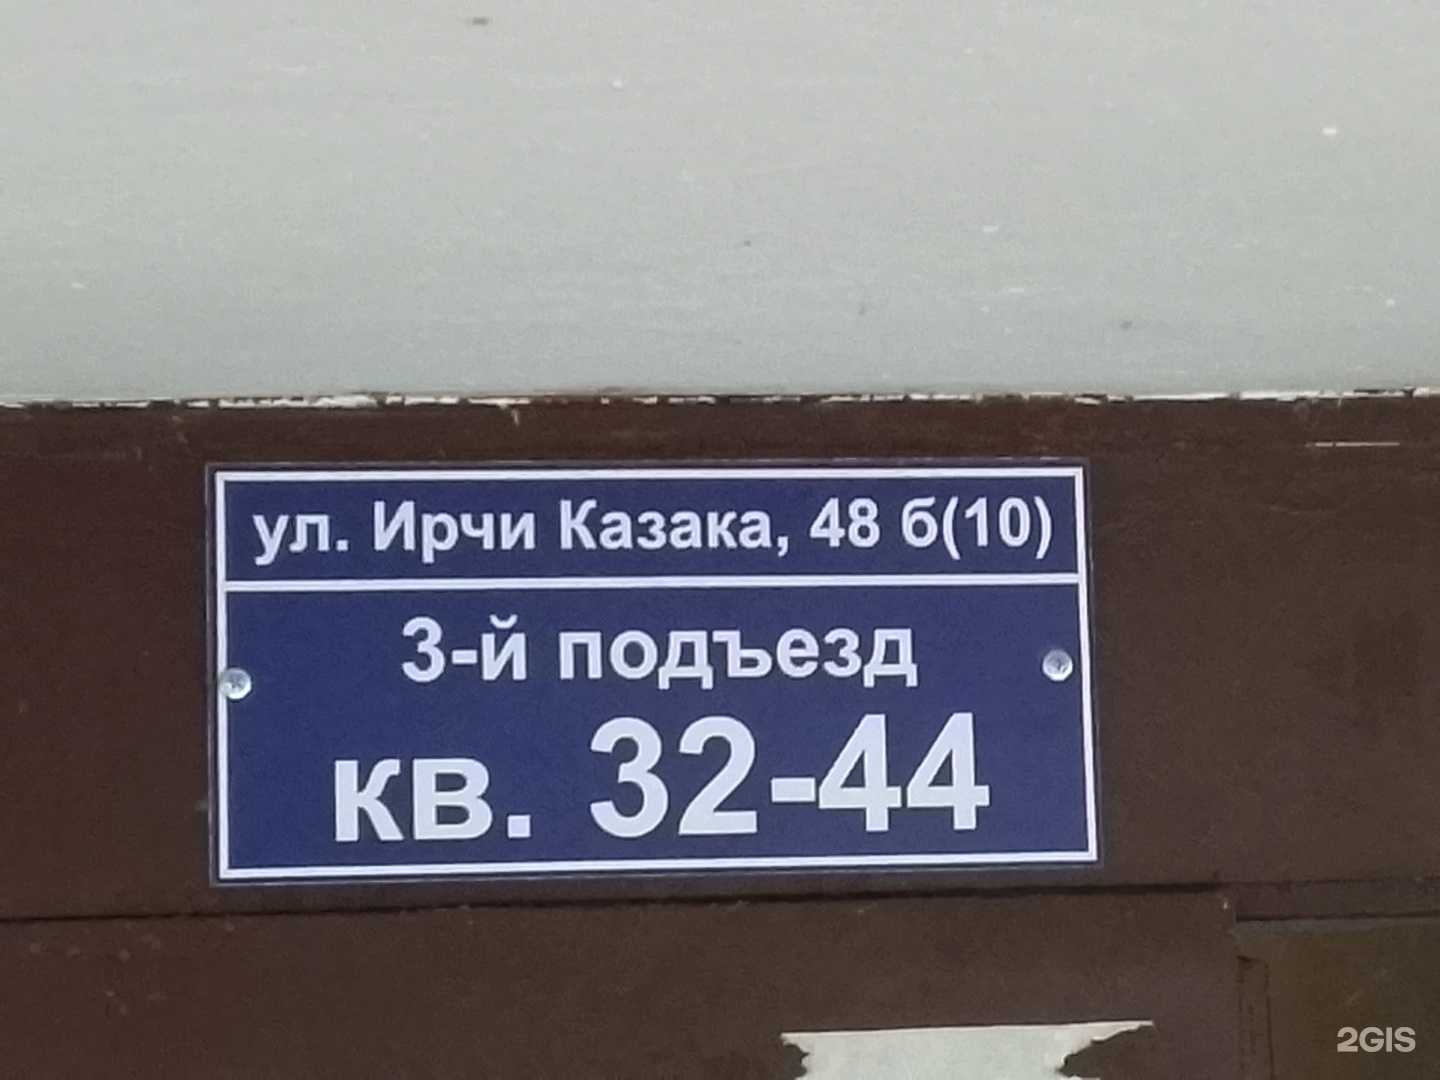 ул. Ирчи Казака, 48 б(10)
3-й подъезд
кв. 32-44
2GIS